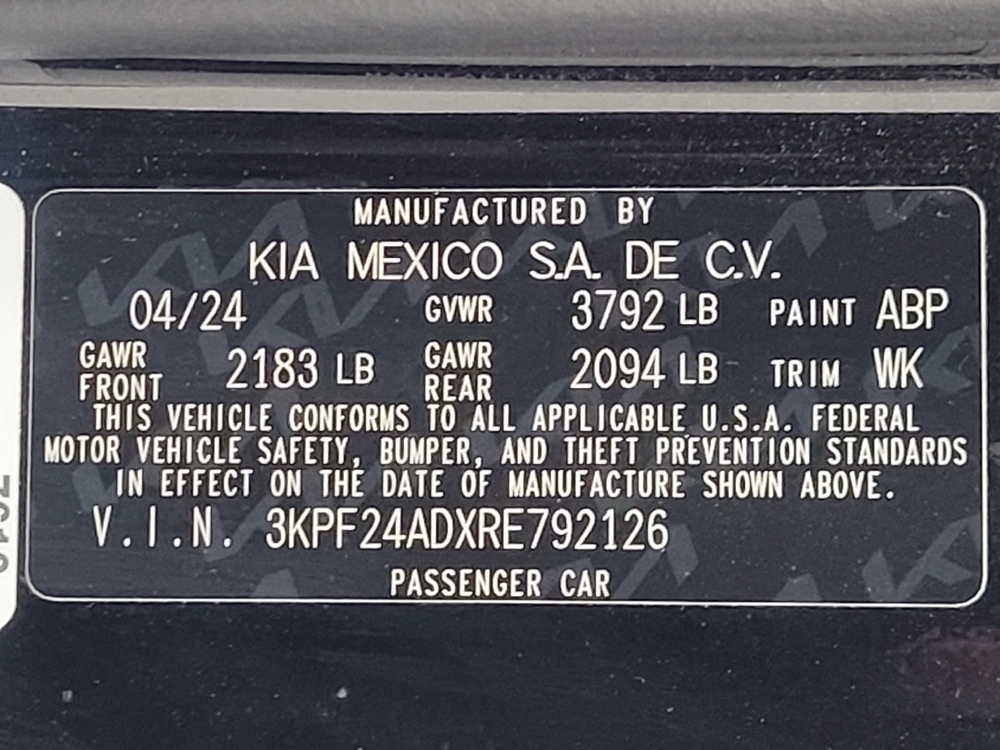 MANUFACTURED BY
KIA MEXICO S.A. DE C.V.
04/24 GVWR 3792 LB PAINT ABP
GAWR FRONT 2183 LB GAWR REAR 2094 LB TRIM WK
THIS VEHICLE CONFORMS TO ALL APPLICABLE U.S.A. FEDERAL
MOTOR VEHICLE SAFETY, BUMPER, AND THEFT PREVENTION STANDARDS
IN EFFECT ON THE DATE OF MANUFACTURE SHOWN ABOVE.
V.I.N. 3KPF24ADXRE792126
PASSENGER CAR